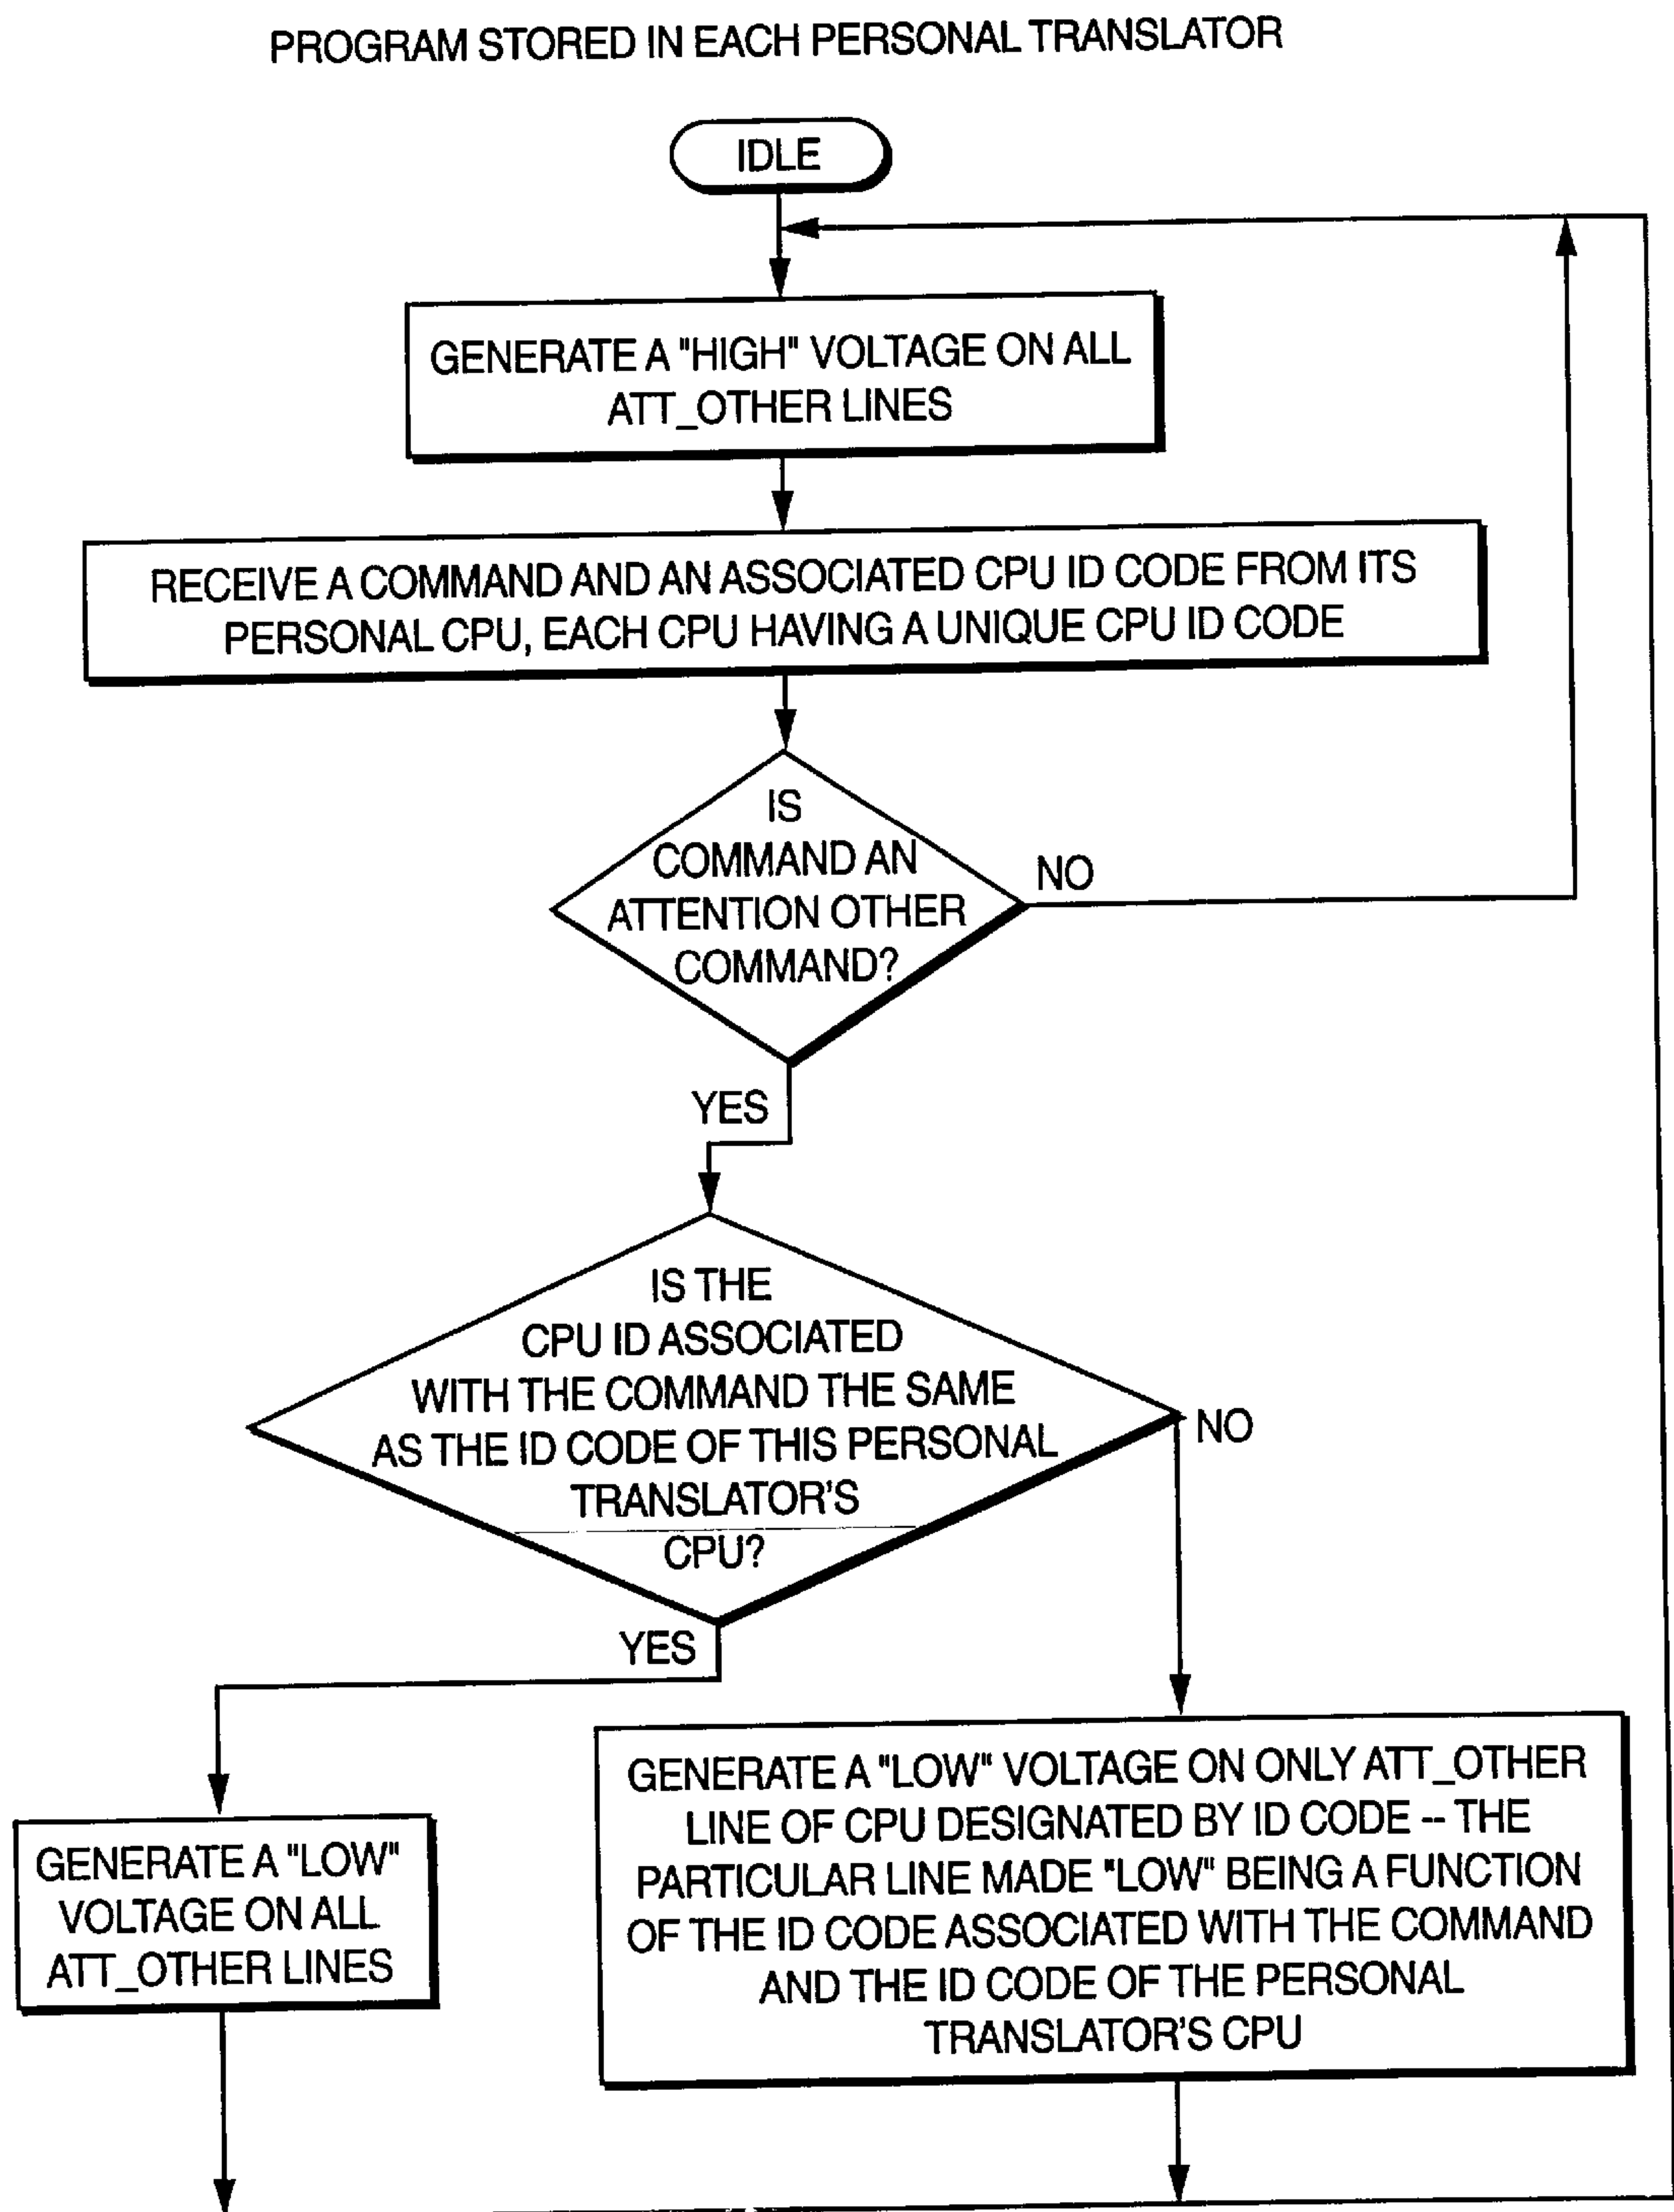 PROGRAM STORED IN EACH PERSONAL TRANSLATOR
IDLE
GENERATE A "HIGH" VOLTAGE ON ALL
ATT_OTHER LINES
RECEIVE A COMMAND AND AN ASSOCIATED CPU ID CODE FROM ITS
PERSONAL CPU, EACH CPU HAVING A UNIQUE CPU ID CODE
IS
COMMAND AN
ATTENTION OTHER
COMMAND?
NO
YES
IS THE
CPU ID ASSOCIATED
WITH THE COMMAND THE SAME
AS THE ID CODE OF THIS PERSONAL
TRANSLATOR'S
CPU?
NO
YES
GENERATE A "LOW"
VOLTAGE ON ALL
ATT_OTHER LINES
GENERATE A "LOW" VOLTAGE ON ONLY ATT_OTHER
LINE OF CPU DESIGNATED BY ID CODE -- THE
PARTICULAR LINE MADE "LOW" BEING A FUNCTION
OF THE ID CODE ASSOCIATED WITH THE COMMAND
AND THE ID CODE OF THE PERSONAL
TRANSLATOR'S CPU